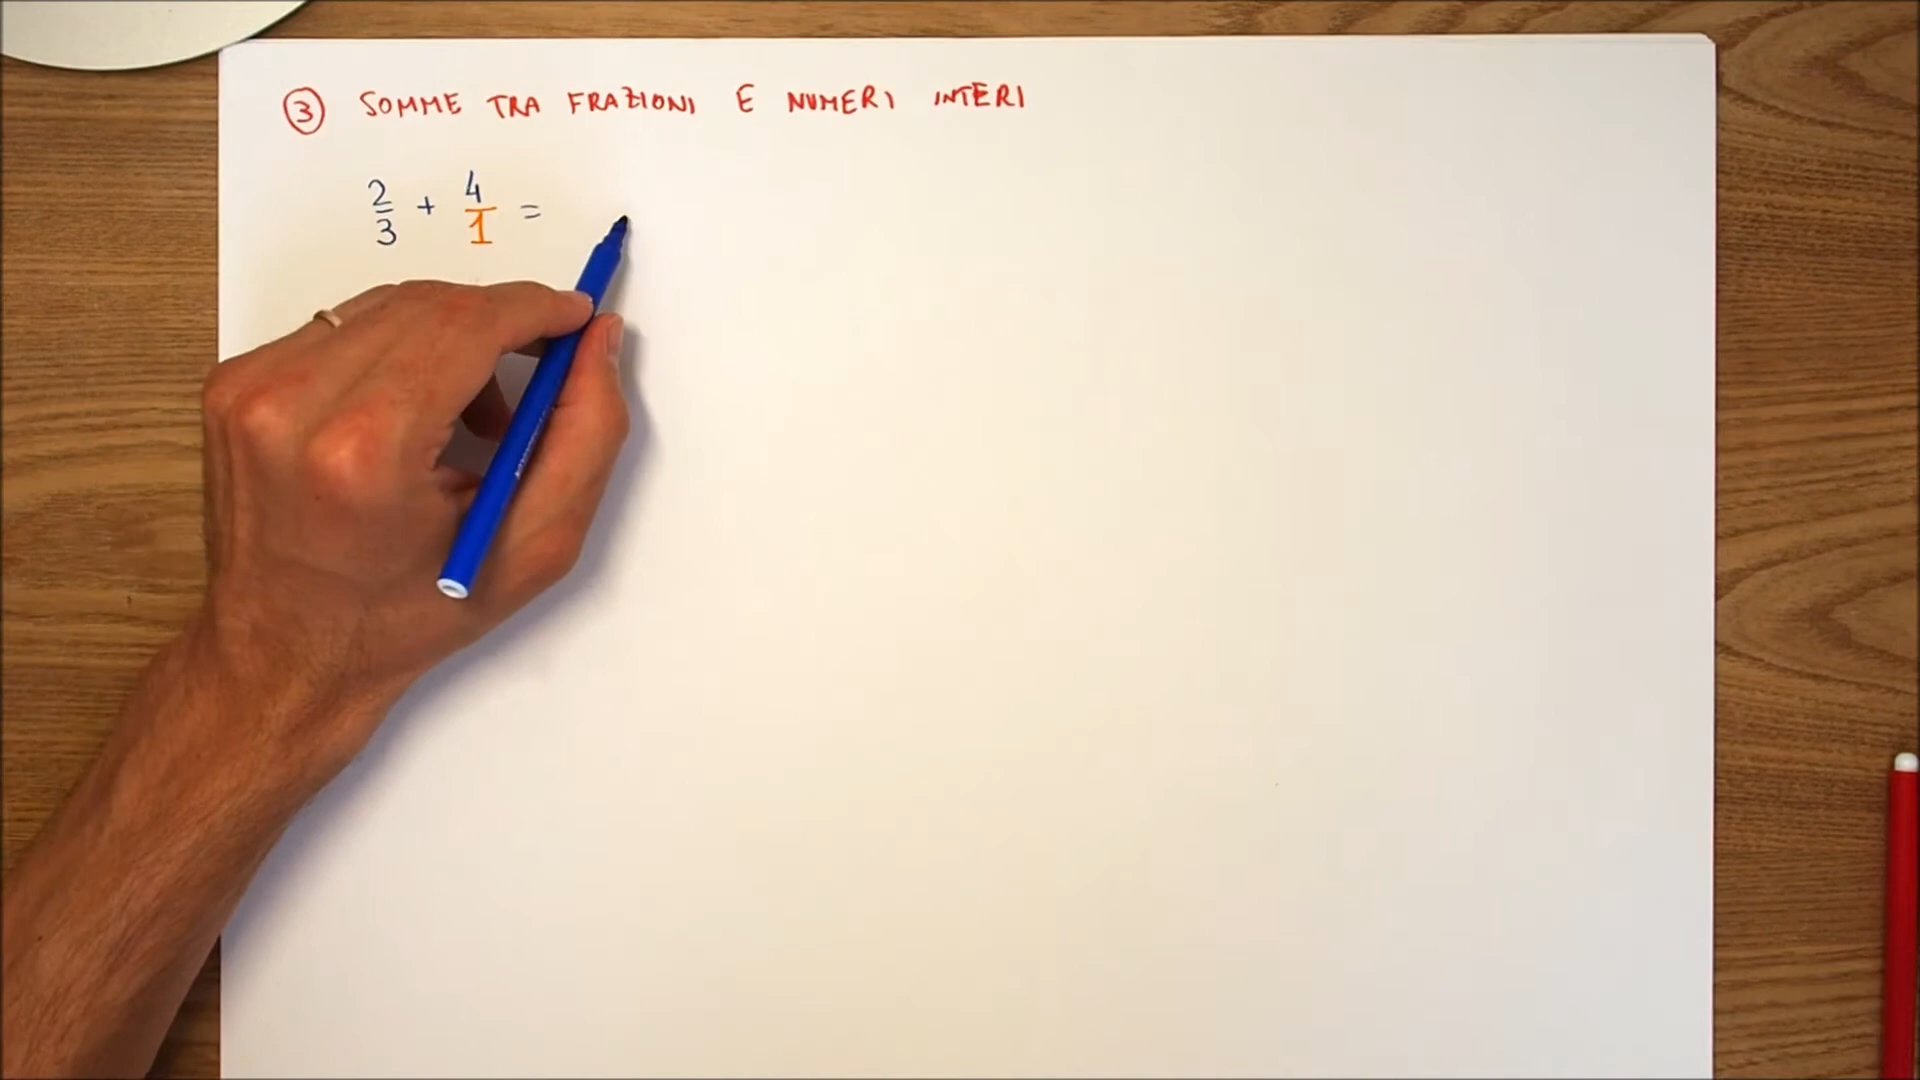 3 SOMME TRA FRAZIONI E NUMERI INTERI
2/3 + 4/1 =